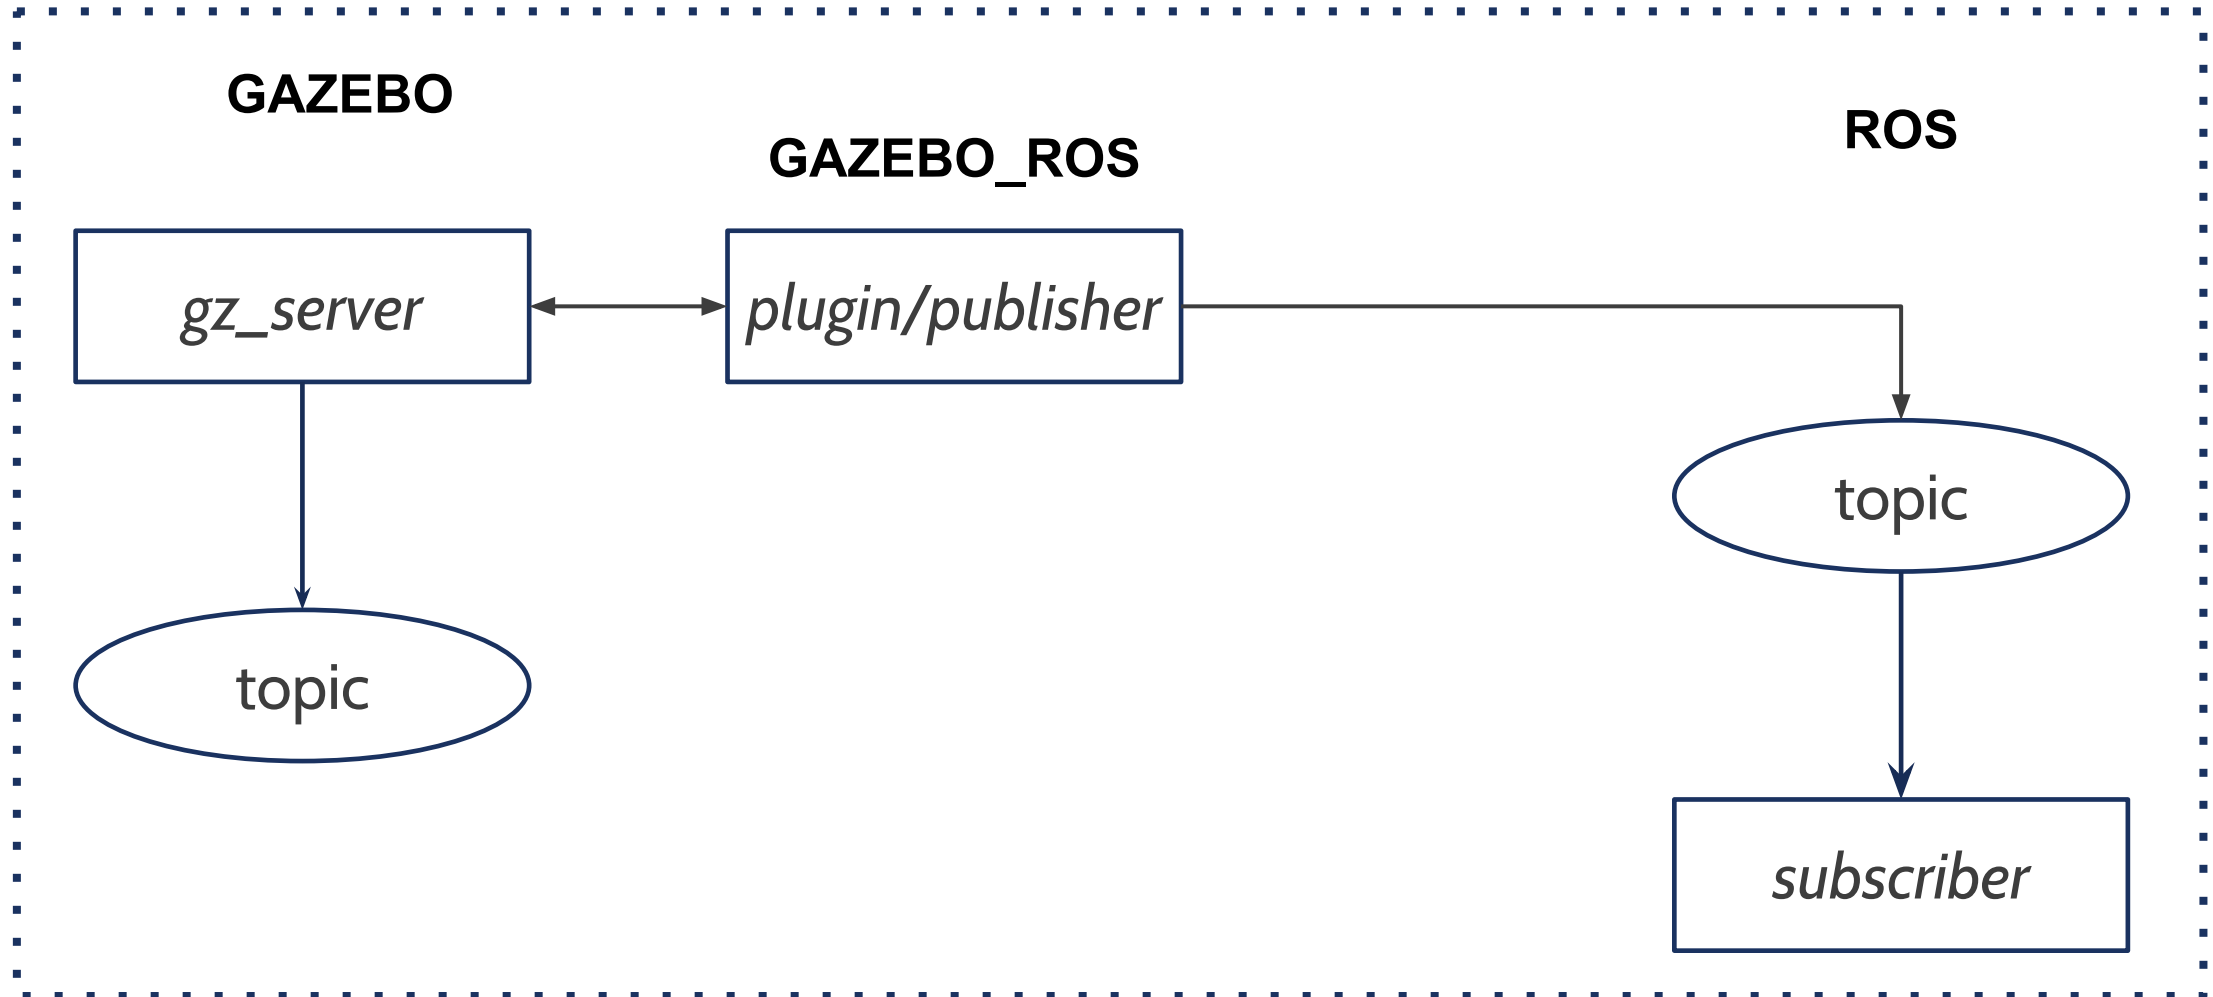 GAZEBO
GAZEBO_ROS
ROS
gz_server
plugin/publisher
topic
topic
subscriber